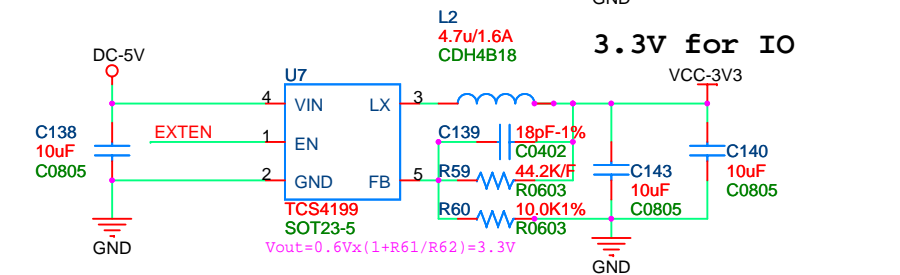 GND
L2
4.7u/1.6A
CDH4B18
3.3V for IO
DC-5V
VCC-3V3
U7
4
VIN
LX
3
C138
10uF
C0805
EXTEN
1
EN
C139
18pF-1%
C0402
C140
10uF
C0805
2
GND
FB
5
R59
44.2K/F
R0603
C143
10uF
C0805
R60
10.0K1%
R0603
TCS4199
SOT23-5
Vout=0.6Vx(1+R61/R62)=3.3V
GND
GND